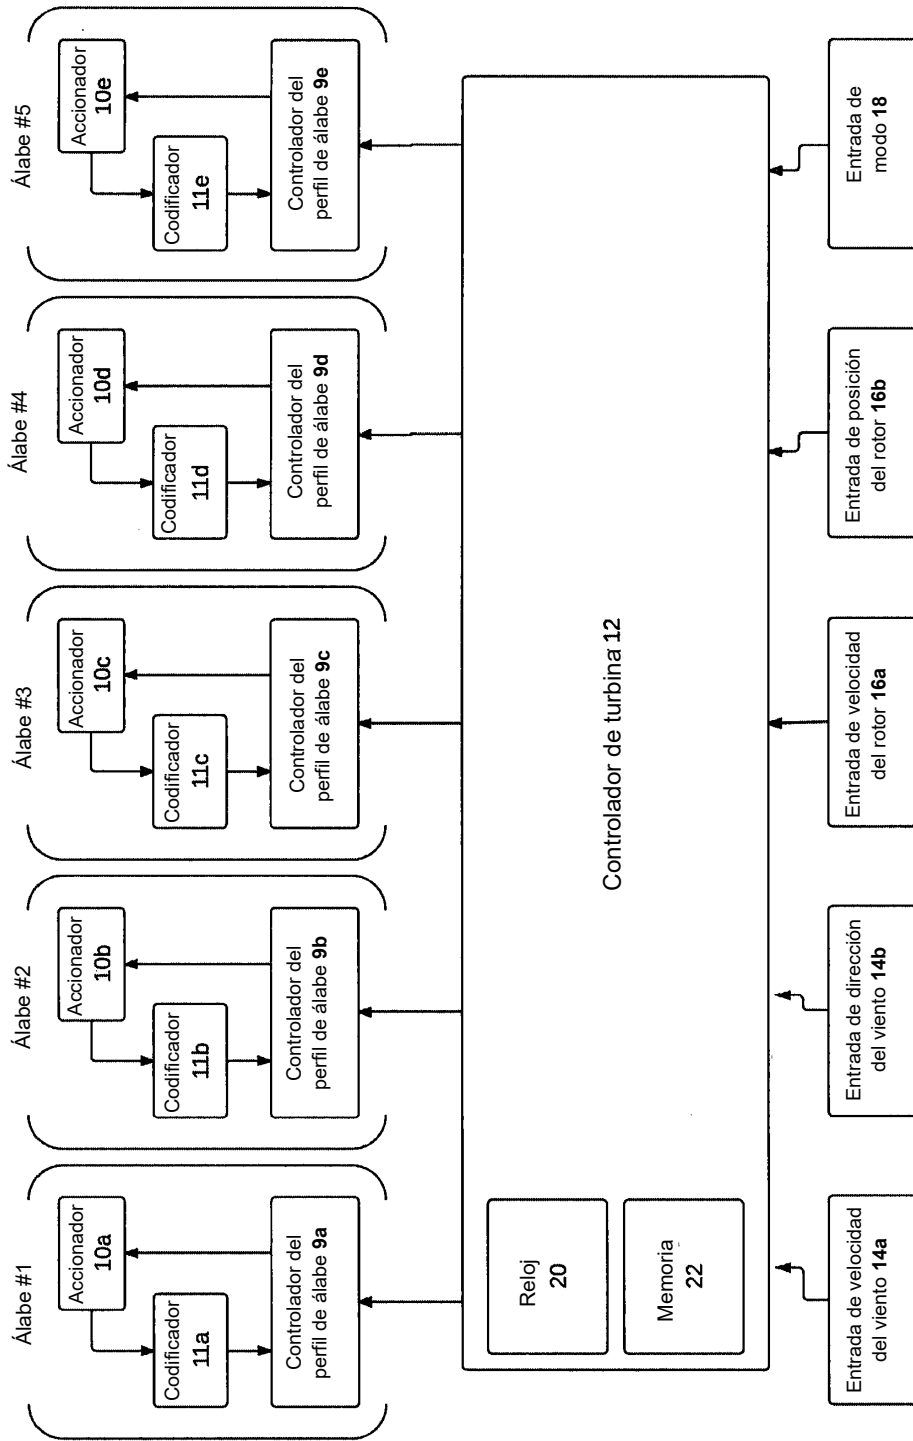 Álabe #1
Accionador
10a
Codificador
11a
Controlador del
perfil de álabe 9a
Álabe #2
Accionador
10b
Codificador
11b
Controlador del
perfil de álabe 9b
Álabe #3
Accionador
10c
Codificador
11c
Controlador del
perfil de álabe 9c
Álabe #4
Accionador
10d
Codificador
11d
Controlador del
perfil de álabe 9d
Álabe #5
Accionador
10e
Codificador
11e
Controlador del
perfil de álabe 9e
Reloj
20
Memoria
22
Controlador de turbina 12
Entrada de velocidad
del viento 14a
Entrada de dirección
del viento 14b
Entrada de velocidad
del rotor 16a
Entrada de posición
del rotor 16b
Entrada de
modo 18